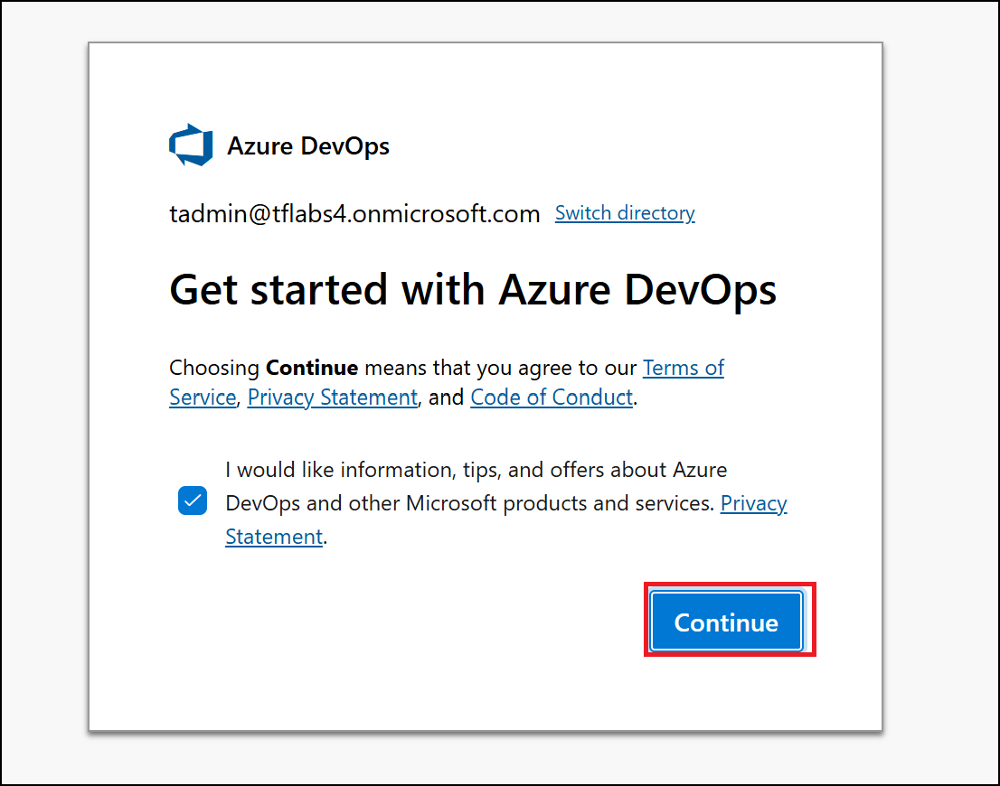 Azure DevOps
tadmin@tflabs4.onmicrosoft.com Switch directory
Get started with Azure DevOps
Choosing Continue means that you agree to our Terms of
Service, Privacy Statement, and Code of Conduct.
I would like information, tips, and offers about Azure
DevOps and other Microsoft products and services. Privacy
Statement.
Continue